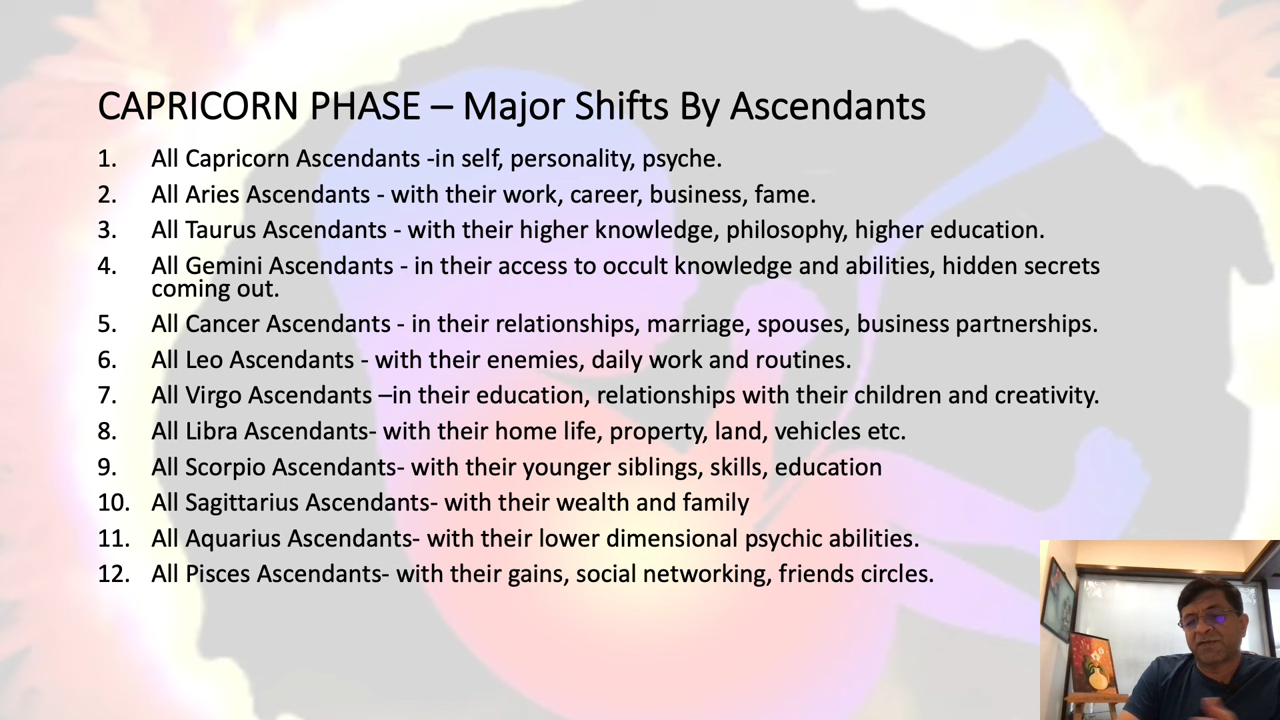 CAPRICORN PHASE – Major Shifts By Ascendants
1. All Capricorn Ascendants -in self, personality, psyche.
2. All Aries Ascendants - with their work, career, business, fame.
3. All Taurus Ascendants - with their higher knowledge, philosophy, higher education.
4. All Gemini Ascendants - in their access to occult knowledge and abilities, hidden secrets
coming out.
5. All Cancer Ascendants - in their relationships, marriage, spouses, business partnerships.
6. All Leo Ascendants - with their enemies, daily work and routines.
7. All Virgo Ascendants –in their education, relationships with their children and creativity.
8. All Libra Ascendants- with their home life, property, land, vehicles etc.
9. All Scorpio Ascendants- with their younger siblings, skills, education
10. All Sagittarius Ascendants- with their wealth and family
11. All Aquarius Ascendants- with their lower dimensional psychic abilities.
12. All Pisces Ascendants- with their gains, social networking, friends circles.